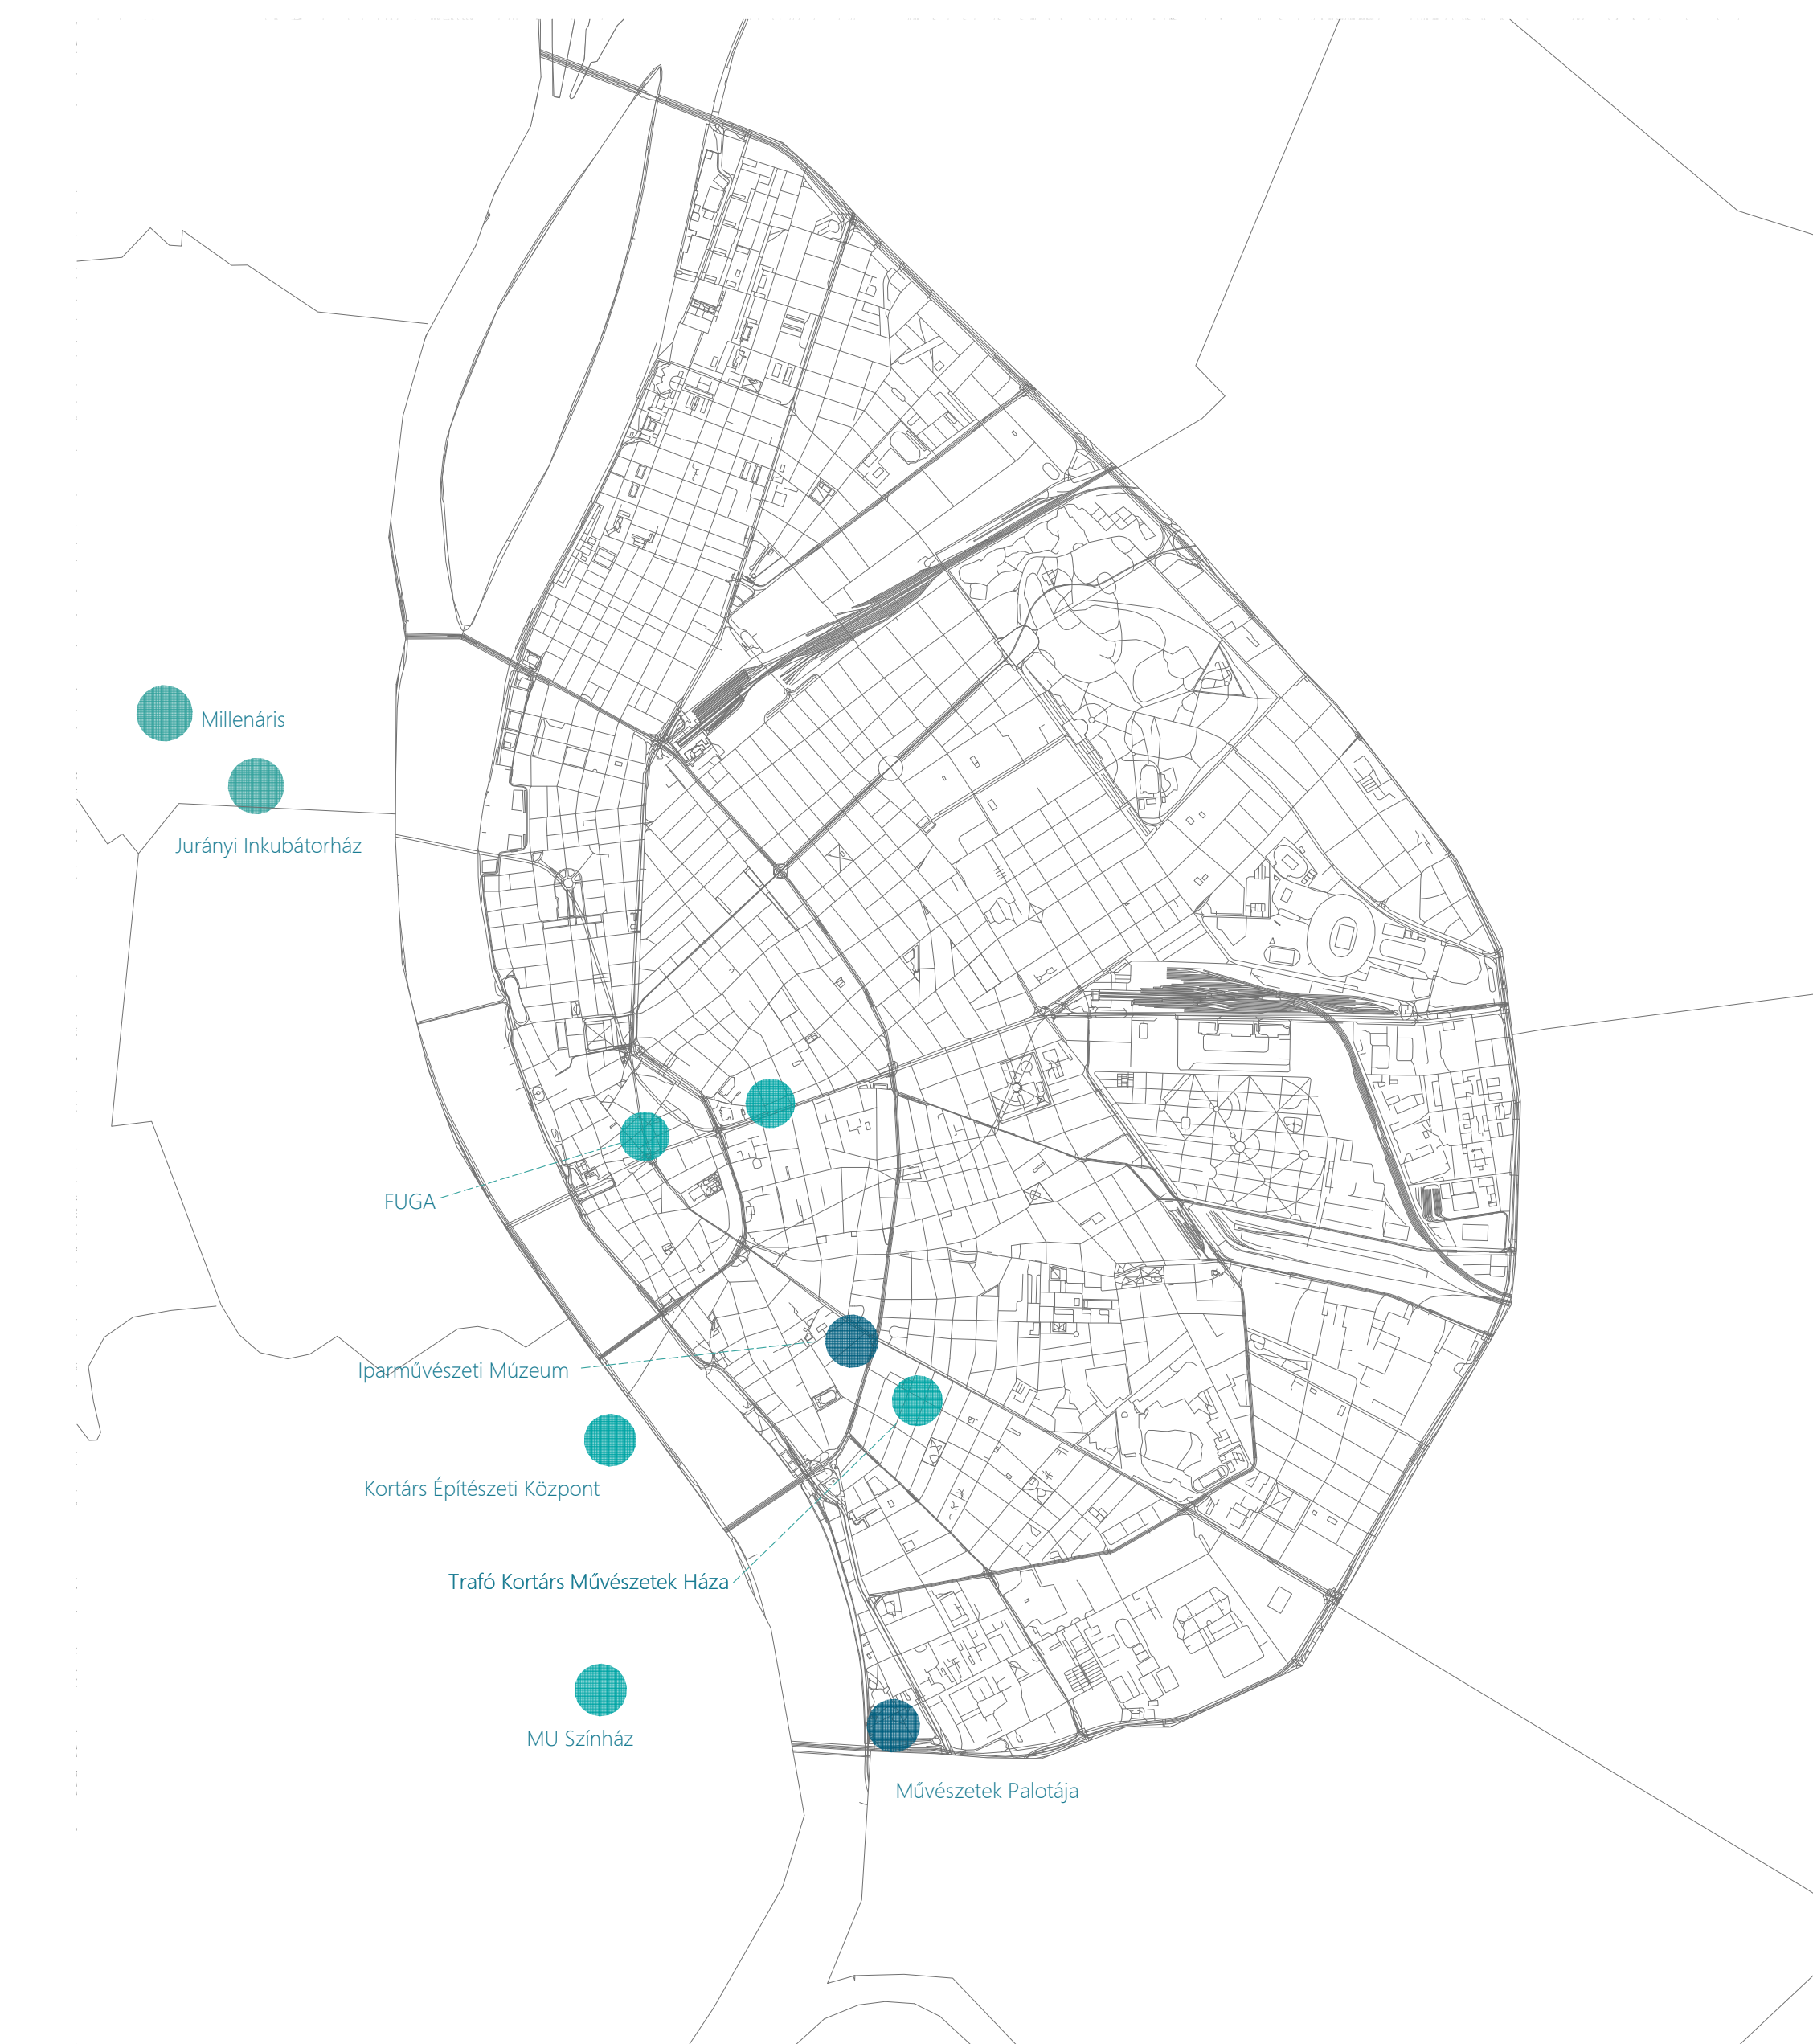 Millenáris
Jurányi Inkubátorház
FUGA
Iparművészeti Múzeum
Kortárs Építészeti Központ
Trafó Kortárs Művészetek Háza
MU Színház
Művészetek Palotája